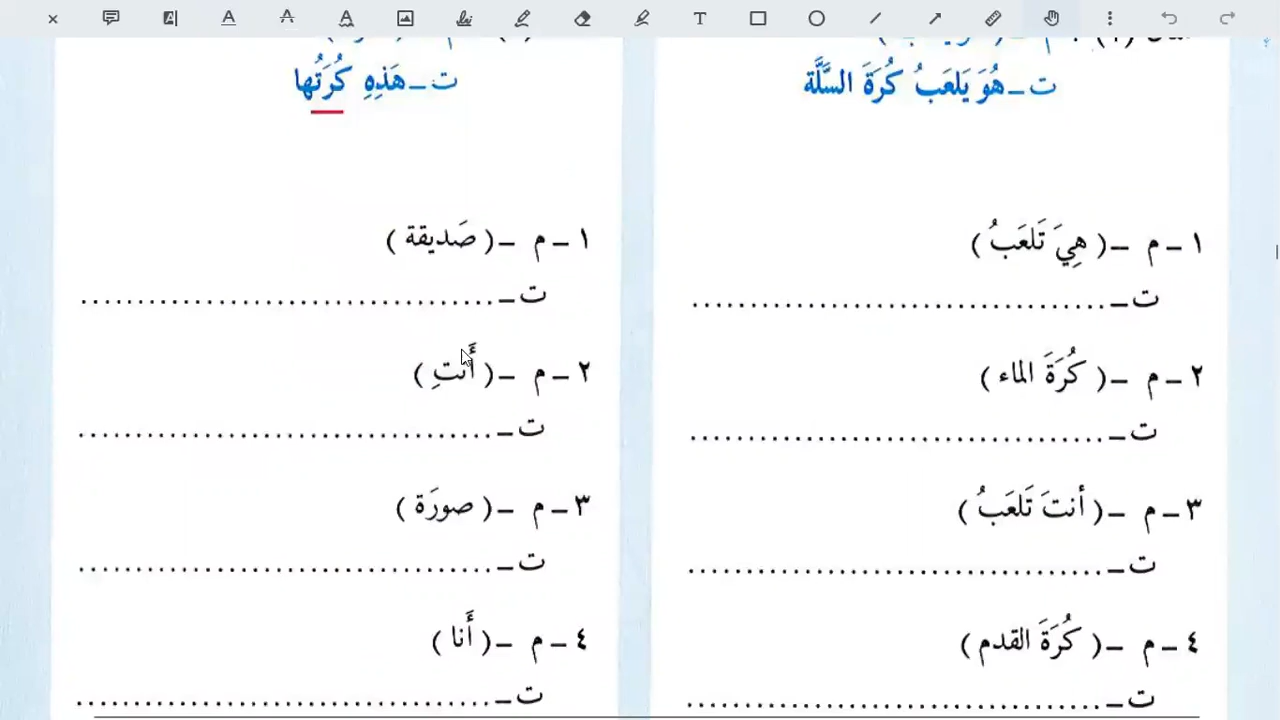 ت ـ هُوَ يَلعَبُ كُرَةَ السَّلَّة
١ ـ م ـ ( هِيَ تَلعَبُ )
ت ـ ....................................
٢ ـ م ـ ( كُرَةَ الماء )
ت ـ ....................................
٣ ـ م ـ ( أنتَ تَلعَبُ )
ت ـ ....................................
٤ ـ م ـ ( كُرَةَ القدم )
ت ـ ....................................
ت ـ هَذِهِ كُرَتُها
١ ـ م ـ ( صَديقة )
ت ـ ....................................
٢ ـ م ـ ( أَنتِ )
ت ـ ....................................
٣ ـ م ـ ( صورَة )
ت ـ ....................................
٤ ـ م ـ ( أَنا )
ت ـ ....................................